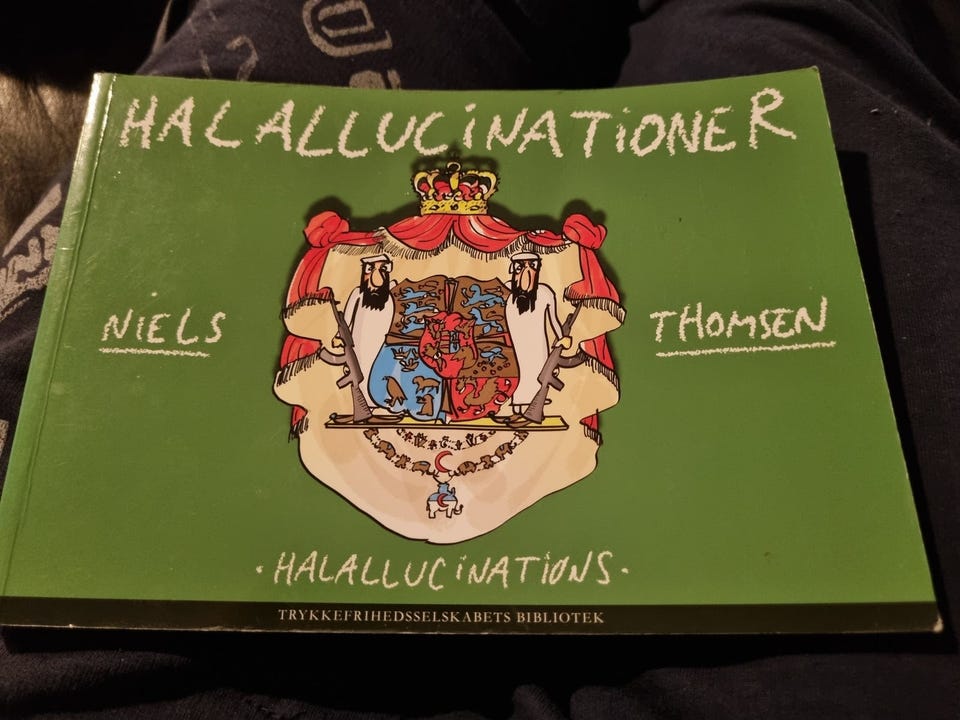 HALALLUCiNATiONER
NIELS
THOMSEN
·HALALLUCiNATiONS·
TRYKKEFRIHEDSSELSKABETS BIBLIOTEK